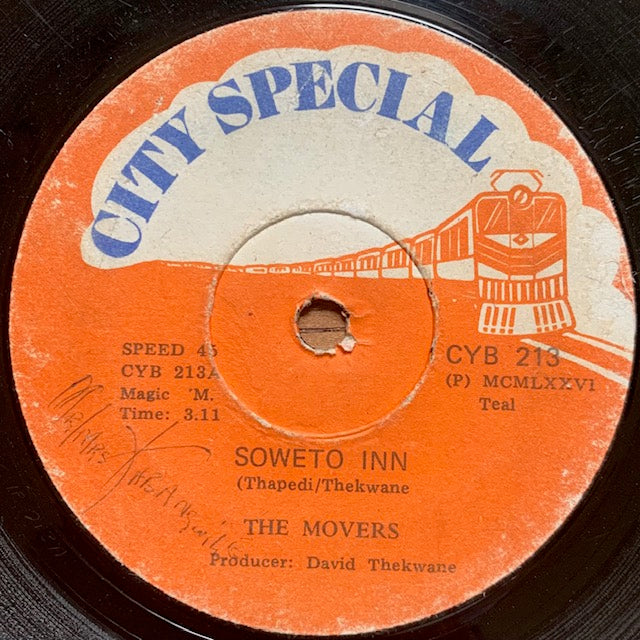 CITY SPECIAL
SPEED 45
CYB 213A
Magic 'M.
Time: 3.11
CYB 213
(P) MCMLXXVI
Teal
SOWETO INN
(Thapedi/Thekwane
THE MOVERS
Producer: David Thekwane